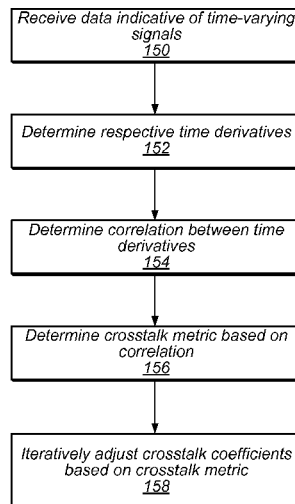 Receive data indicative of time-varying
signals
150
Determine respective time derivatives
152
Determine correlation between time
derivatives
154
Determine crosstalk metric based on
correlation
156
Iteratively adjust crosstalk coefficients
based on crosstalk metric
158